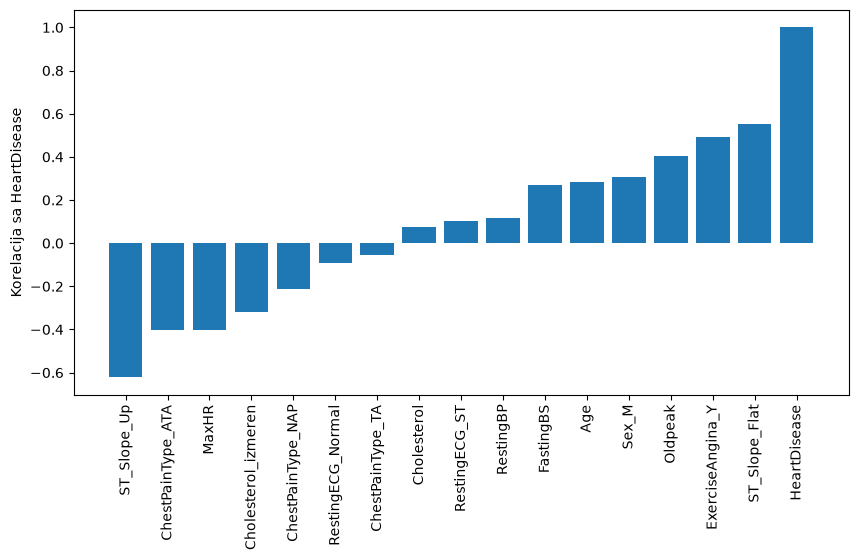 Korelacija sa HeartDisease
1.0
0.8
0.6
0.4
0.2
0.0
−0.2
−0.4
−0.6
ST_Slope_Up
ChestPainType_ATA
MaxHR
Cholesterol_izmeren
ChestPainType_NAP
RestingECG_Normal
ChestPainType_TA
Cholesterol
RestingECG_ST
RestingBP
FastingBS
Age
Sex_M
Oldpeak
ExerciseAngina_Y
ST_Slope_Flat
HeartDisease